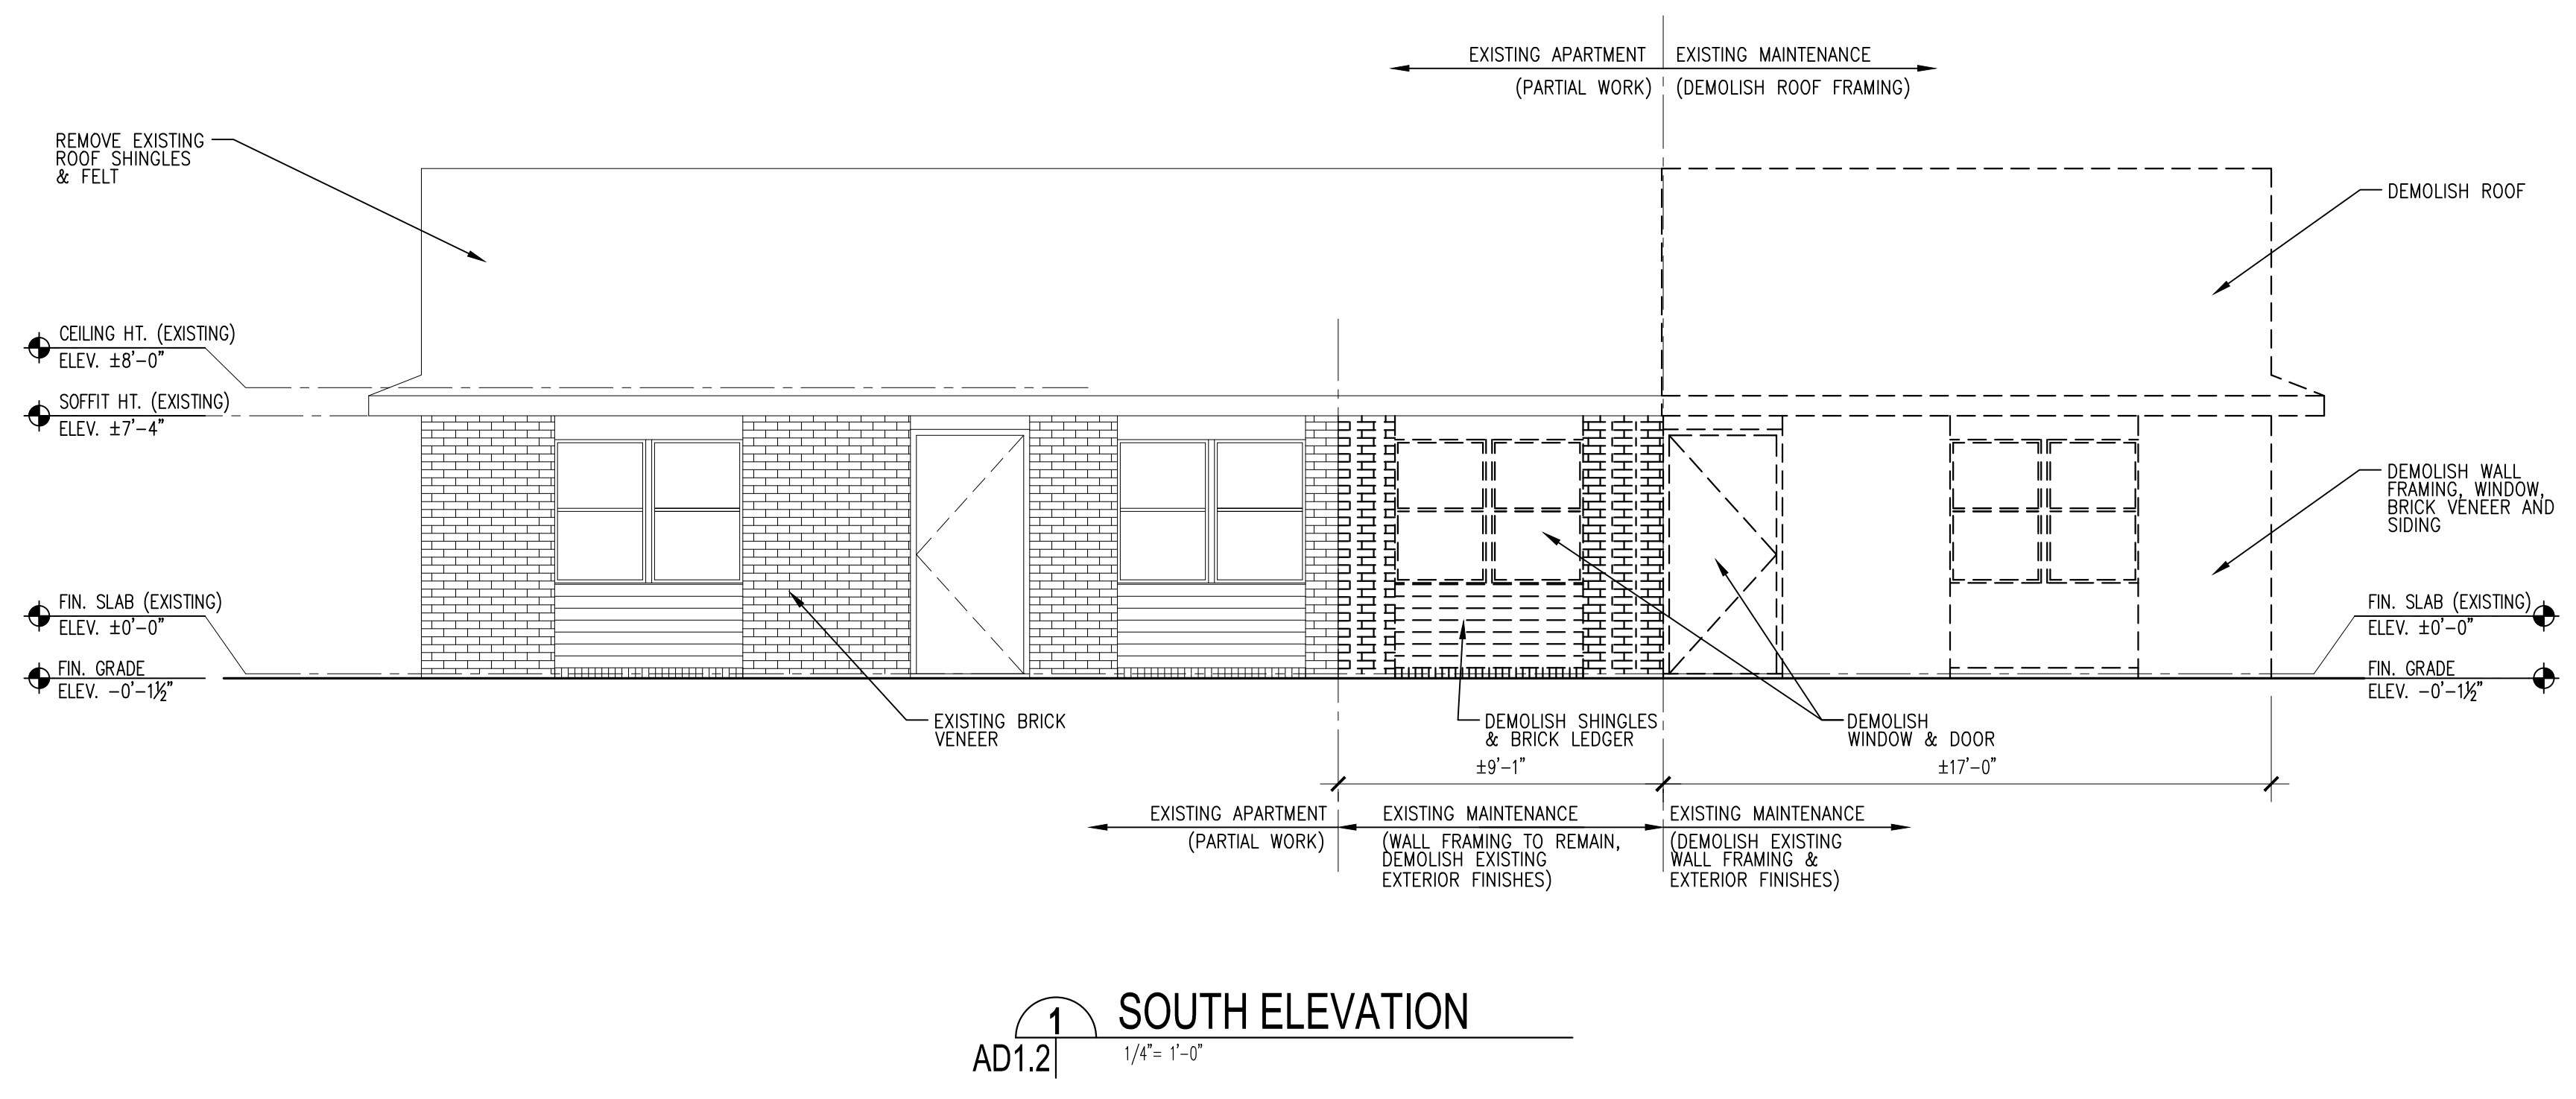 EXISTING APARTMENT
(PARTIAL WORK)
EXISTING MAINTENANCE
(DEMOLISH ROOF FRAMING)
REMOVE EXISTING
ROOF SHINGLES
& FELT
DEMOLISH ROOF
CEILING HT. (EXISTING)
ELEV. ±8'-0"
SOFFIT HT. (EXISTING)
ELEV. ±7'-4"
DEMOLISH WALL
FRAMING, WINDOW,
BRICK VENEER AND
SIDING
FIN. SLAB (EXISTING)
ELEV. ±0'-0"
FIN. GRADE
ELEV. -0'-1½"
FIN. SLAB (EXISTING)
ELEV. ±0'-0"
FIN. GRADE
ELEV. -0'-1½"
EXISTING BRICK
VENEER
DEMOLISH SHINGLES
& BRICK LEDGER
DEMOLISH
WINDOW & DOOR
±9'-1"
±17'-0"
EXISTING APARTMENT
(PARTIAL WORK)
EXISTING MAINTENANCE
(WALL FRAMING TO REMAIN,
DEMOLISH EXISTING
EXTERIOR FINISHES)
EXISTING MAINTENANCE
(DEMOLISH EXISTING
WALL FRAMING &
EXTERIOR FINISHES)
1
SOUTH ELEVATION
AD1.2
1/4"= 1'-0"